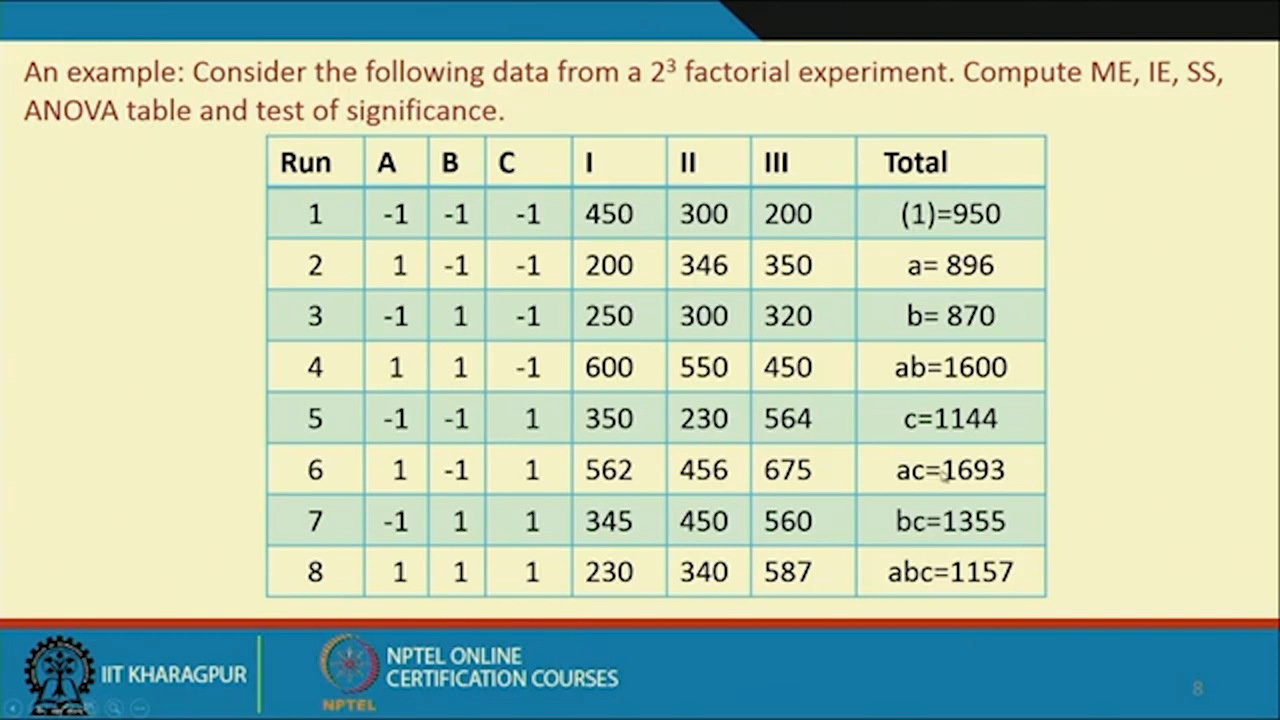 An example: Consider the following data from a 2³ factorial experiment. Compute ME, IE, SS,
ANOVA table and test of significance.
Run A B C I II III Total
1 -1 -1 -1 450 300 200 (1)=950
2 1 -1 -1 200 346 350 a= 896
3 -1 1 -1 250 300 320 b= 870
4 1 1 -1 600 550 450 ab=1600
5 -1 -1 1 350 230 564 c=1144
6 1 -1 1 562 456 675 ac=1693
7 -1 1 1 345 450 560 bc=1355
8 1 1 1 230 340 587 abc=1157
IIT KHARAGPUR
NPTEL
NPTEL ONLINE
CERTIFICATION COURSES
8